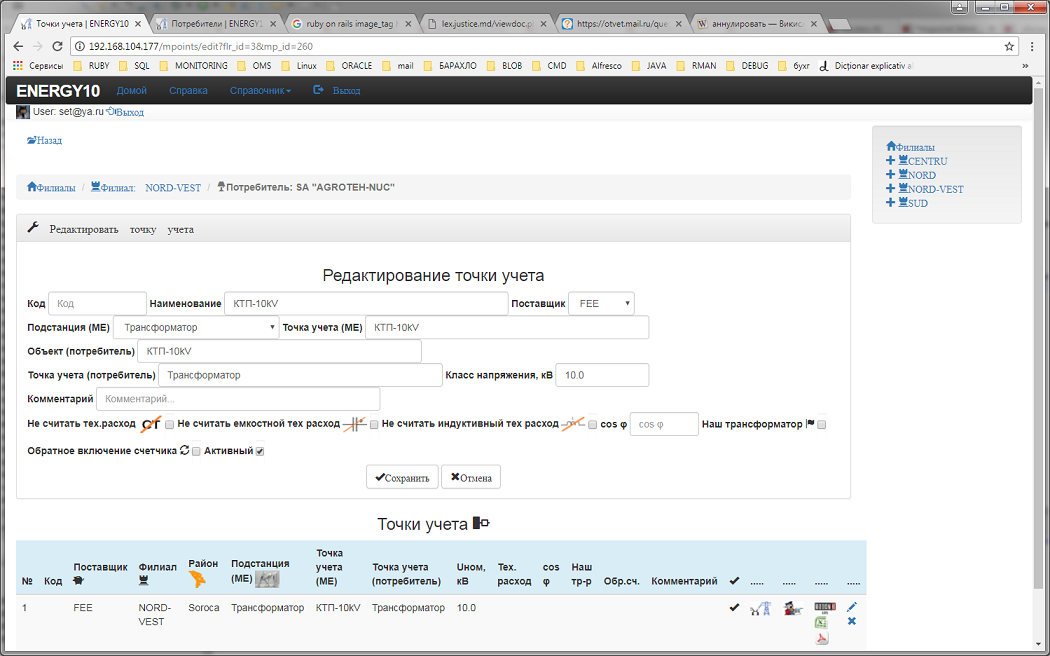 Точки учета | ENERGY10
Потребители | ENERGY1
ruby on rails image_tag h
lex.justice.md/viewdoc.p
https://otvet.mail.ru/que
аннулировать — Викис
192.168.104.177/mpoints/edit?flr_id=3&mp_id=260
Сервисы RUBY SQL MONITORING OMS Linux ORACLE mail БАРАХЛО BLOB CMD Alfresco JAVA RMAN DEBUG бухг Dicționar explicativ al »
ENERGY10 Домой Справка Справочник Выход
User: set@ya.ru Выход
Назад
Филиалы / Филиал: NORD-VEST / Потребитель: SA "AGROTEH-NUC"
Филиалы
CENTRU
NORD
NORD-VEST
SUD
Редактировать точку учета
Редактирование точки учета
Код Код Наименование КТП-10kV Поставщик FEE
Подстанция (МЕ) Трансформатор Точка учета (МЕ) КТП-10kV
Объект (потребитель) КТП-10kV
Точка учета (потребитель) Трансформатор Класс напряжения, кВ 10.0
Комментарий Комментарий...
Не считать тех.расход СТ Не считать емкостной тех расход Не считать индуктивный тех расход cos φ cos φ Наш трансформатор
Обратное включение счетчика Активный
Сохранить Отмена
Точки учета
№ Код Поставщик Филиал Район Подстанция (МЕ) Точка учета (МЕ) Точка учета (потребитель) Uном, кВ Тех. расход cos φ Наш тр-р Обр.сч. Комментарий ..... ..... ..... .....
1 FEE NORD-VEST Soroca Трансформатор КТП-10kV Трансформатор 10.0